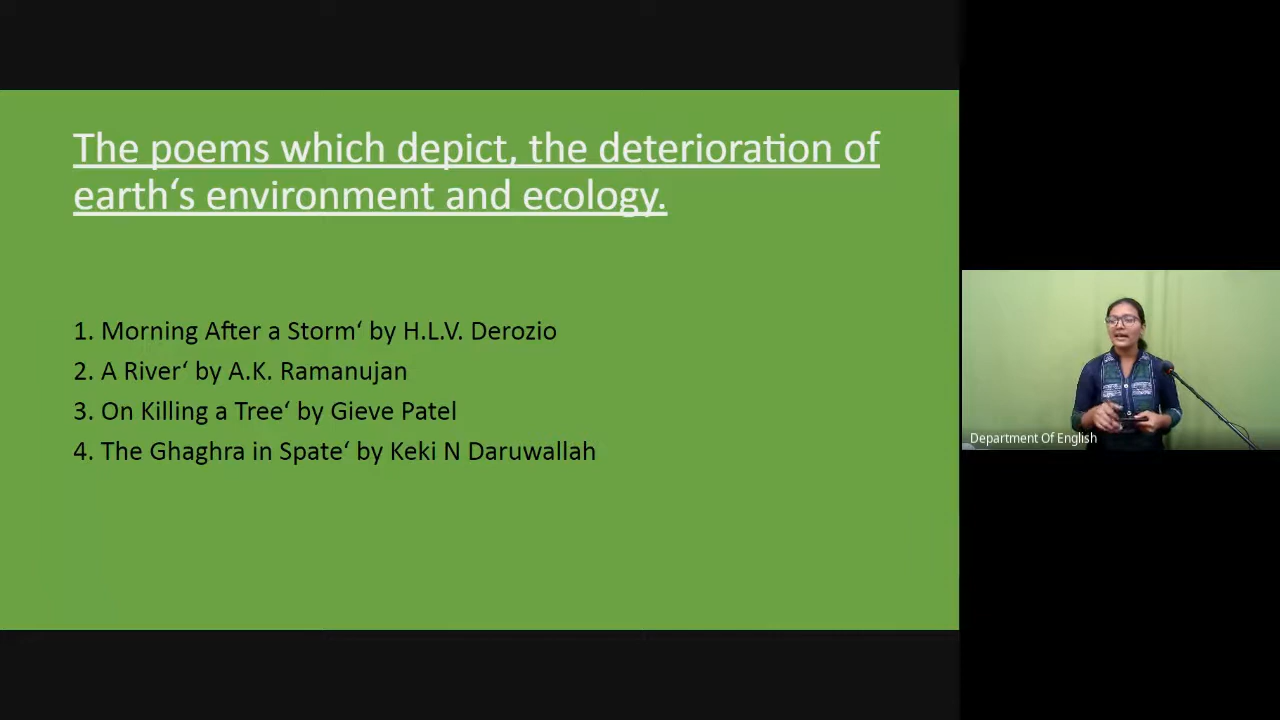 The poems which depict, the deterioration of
earth‘s environment and ecology.
1. Morning After a Storm‘ by H.L.V. Derozio
2. A River‘ by A.K. Ramanujan
3. On Killing a Tree‘ by Gieve Patel
4. The Ghaghra in Spate‘ by Keki N Daruwallah
Department Of English